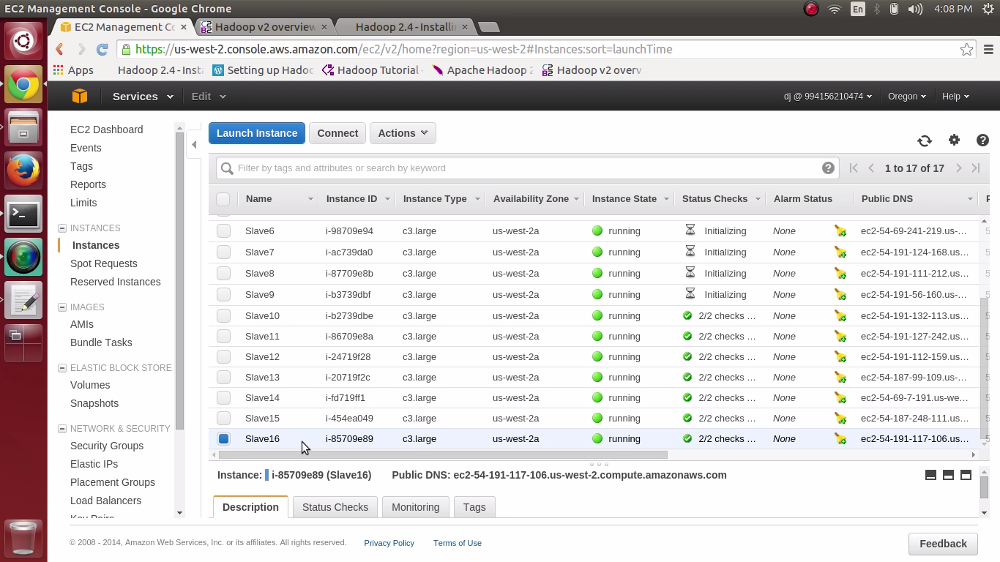 EC2 Management Console - Google Chrome
En
4:08 PM
EC2 Management Co
Hadoop v2 overview
Hadoop 2.4 - Installi
https://us-west-2.console.aws.amazon.com/ec2/v2/home?region=us-west-2#Instances:sort=launchTime
Apps
Hadoop 2.4 - Insta
Setting up Hado
Hadoop Tutorial
Apache Hadoop
Hadoop v2 overv
Services
Edit
dj @ 994156210474
Oregon
Help
EC2 Dashboard
Events
Tags
Reports
Limits
INSTANCES
Instances
Spot Requests
Reserved Instances
IMAGES
AMIs
Bundle Tasks
ELASTIC BLOCK STORE
Volumes
Snapshots
NETWORK & SECURITY
Security Groups
Elastic IPs
Placement Groups
Load Balancers
Key Pairs
Launch Instance
Connect
Actions
Filter by tags and attributes or search by keyword
1 to 17 of 17
Name Instance ID Instance Type Availability Zone Instance State Status Checks Alarm Status Public DNS
Slave6 i-98709e94 c3.large us-west-2a running Initializing None ec2-54-69-241-219.us-...
Slave7 i-ac739da0 c3.large us-west-2a running Initializing None ec2-54-191-124-168.us...
Slave8 i-87709e8b c3.large us-west-2a running Initializing None ec2-54-191-111-212.us...
Slave9 i-b3739dbf c3.large us-west-2a running Initializing None ec2-54-191-56-160.us-...
Slave10 i-b2739dbe c3.large us-west-2a running 2/2 checks ... None ec2-54-191-132-113.us...
Slave11 i-86709e8a c3.large us-west-2a running 2/2 checks ... None ec2-54-191-127-242.us...
Slave12 i-24719f28 c3.large us-west-2a running 2/2 checks ... None ec2-54-191-112-159.us...
Slave13 i-20719f2c c3.large us-west-2a running 2/2 checks ... None ec2-54-187-99-109.us-...
Slave14 i-fd719ff1 c3.large us-west-2a running 2/2 checks ... None ec2-54-69-7-191.us-we...
Slave15 i-454ea049 c3.large us-west-2a running 2/2 checks ... None ec2-54-187-248-111.us...
Slave16 i-85709e89 c3.large us-west-2a running 2/2 checks ... None ec2-54-191-117-106.us...
Instance: i-85709e89 (Slave16) Public DNS: ec2-54-191-117-106.us-west-2.compute.amazonaws.com
Description
Status Checks
Monitoring
Tags
© 2008 - 2014, Amazon Web Services, Inc. or its affiliates. All rights reserved.
Privacy Policy
Terms of Use
Feedback